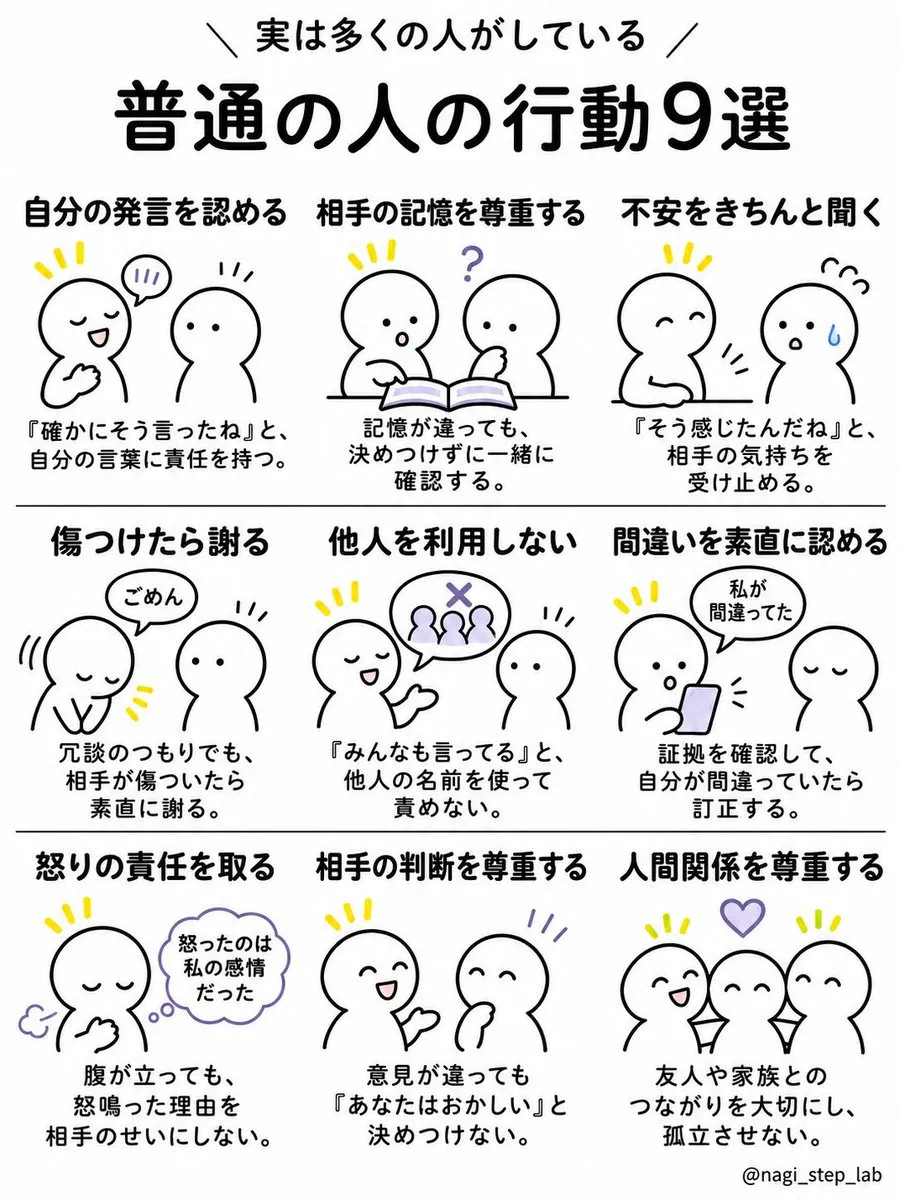 実は多くの人がしている
普通の人の行動9選
自分の発言を認める
『確かにそう言ったね』と、
自分の言葉に責任を持つ。
相手の記憶を尊重する
?
記憶が違っても、
決めつけずに一緒に
確認する。
不安をきちんと聞く
『そう感じたんだね』と、
相手の気持ちを
受け止める。
傷つけたら謝る
ごめん
冗談のつもりでも、
相手が傷ついたら
素直に謝る。
他人を利用しない
『みんなも言ってる』と、
他人の名前を使って
責めない。
間違いを素直に認める
私が
間違ってた
証拠を確認して、
自分が間違っていたら
訂正する。
怒りの責任を取る
怒ったのは
私の感情
だった
腹が立っても、
怒鳴った理由を
相手のせいにしない。
相手の判断を尊重する
意見が違っても
『あなたはおかしい』と
決めつけない。
人間関係を尊重する
友人や家族との
つながりを大切にし、
孤立させない。
@nagi_step_lab